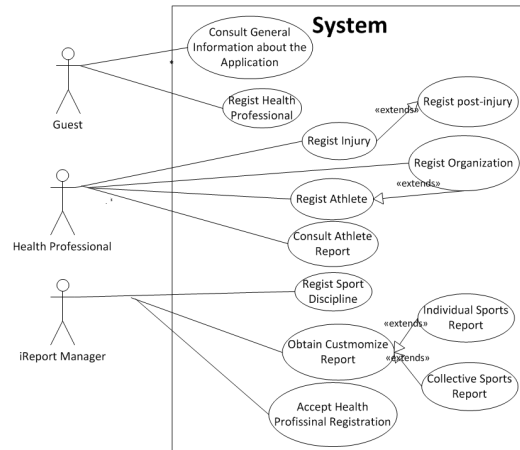 System
Consult General
Information about the
Application
Regist Health
Professional
Guest
Regist post-injury
«extends»
Regist Injury
Regist Organization
«extends»
Regist Athlete
Health Professional
Consult Athlete
Report
Regist Sport
Discipline
Individual Sports
Report
«extends»
iReport Manager
Obtain Custmomize
Report
«extends»
Collective Sports
Report
Accept Health
Profissinal Registration